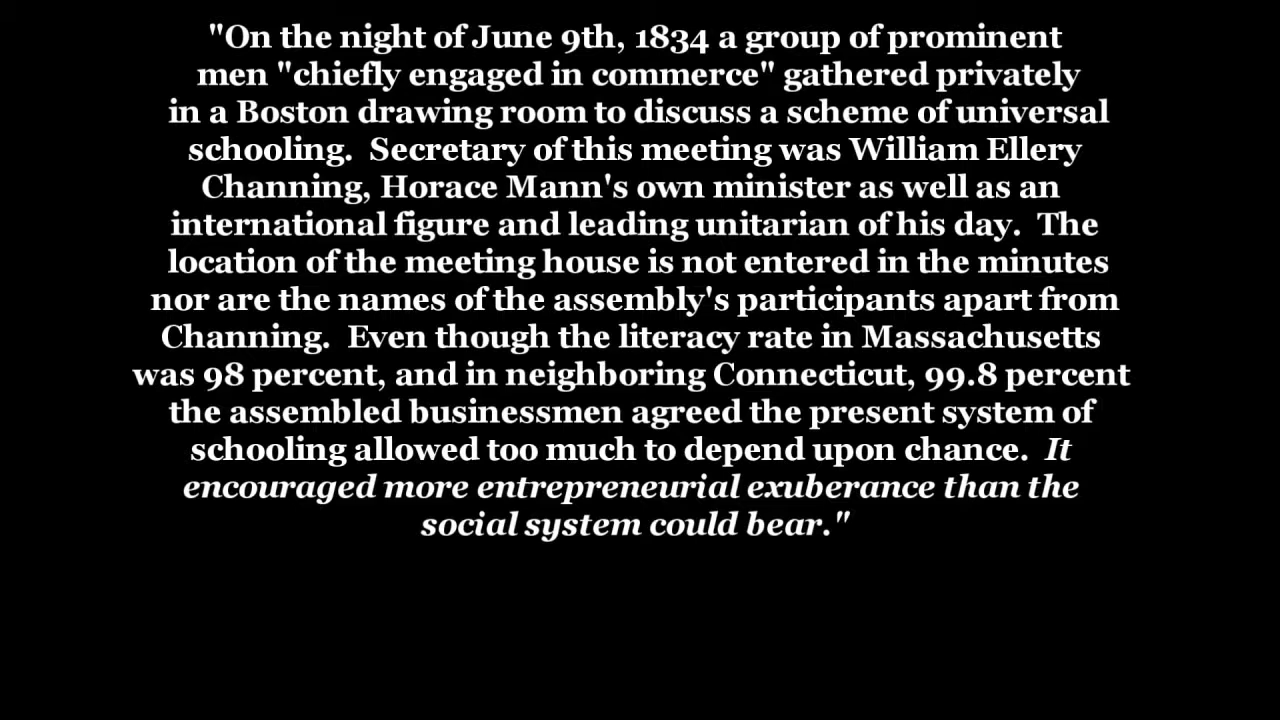 "On the night of June 9th, 1834 a group of prominent
men "chiefly engaged in commerce" gathered privately
in a Boston drawing room to discuss a scheme of universal
schooling.  Secretary of this meeting was William Ellery
Channing, Horace Mann's own minister as well as an
international figure and leading unitarian of his day.  The
location of the meeting house is not entered in the minutes
nor are the names of the assembly's participants apart from
Channing.  Even though the literacy rate in Massachusetts
was 98 percent, and in neighboring Connecticut, 99.8 percent
the assembled businessmen agreed the present system of
schooling allowed too much to depend upon chance.  It
encouraged more entrepreneurial exuberance than the
social system could bear."